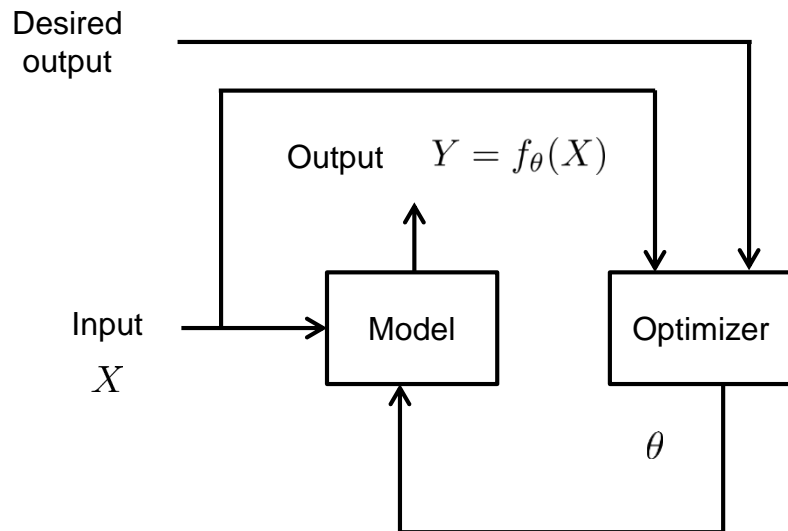 Desired
output
Output Y = f_θ(X)
Input
X
Model
Optimizer
θ